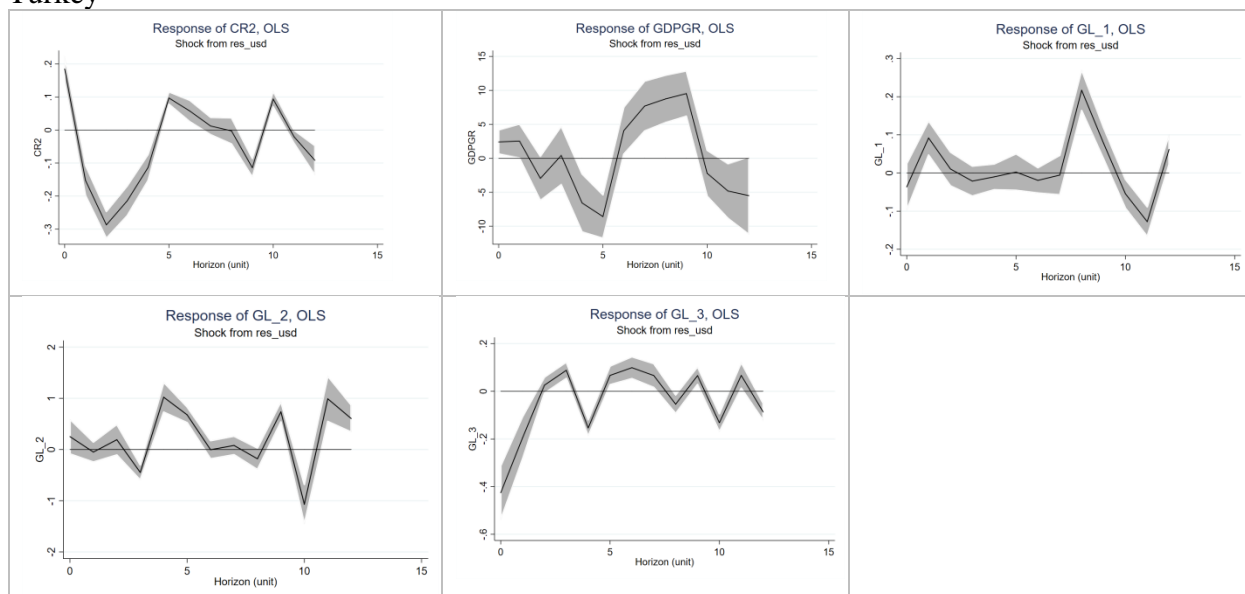 Turkey
Response of CR2, OLS
Shock from res_usd
CR2
.2
.1
0
-.1
-.2
-.3
0
5
10
15
Horizon (unit)
Response of GDPGR, OLS
Shock from res_usd
GDPGR
15
10
5
0
-5
-10
0
5
10
15
Horizon (unit)
Response of GL_1, OLS
Shock from res_usd
GL_1
.3
.2
.1
0
-.1
-.2
0
5
10
15
Horizon (unit)
Response of GL_2, OLS
Shock from res_usd
GL_2
2
1
0
-1
-2
0
5
10
15
Horizon (unit)
Response of GL_3, OLS
Shock from res_usd
GL_3
.2
0
-.2
-.4
-.6
0
5
10
15
Horizon (unit)